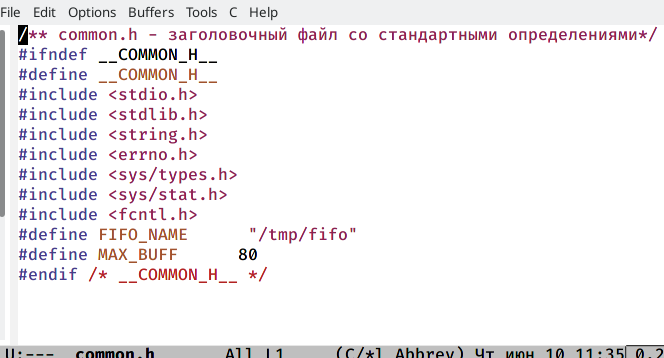 File Edit Options Buffers Tools C Help
/** common.h - заголовочный файл со стандартными определениями*/
#ifndef __COMMON_H__
#define __COMMON_H__
#include <stdio.h>
#include <stdlib.h>
#include <string.h>
#include <errno.h>
#include <sys/types.h>
#include <sys/stat.h>
#include <fcntl.h>
#define FIFO_NAME "/tmp/fifo"
#define MAX_BUFF 80
#endif /* __COMMON_H__ */
U:--- common.h All L1 (C/*l Abbrev) Чт июн 10 11:35 0.2